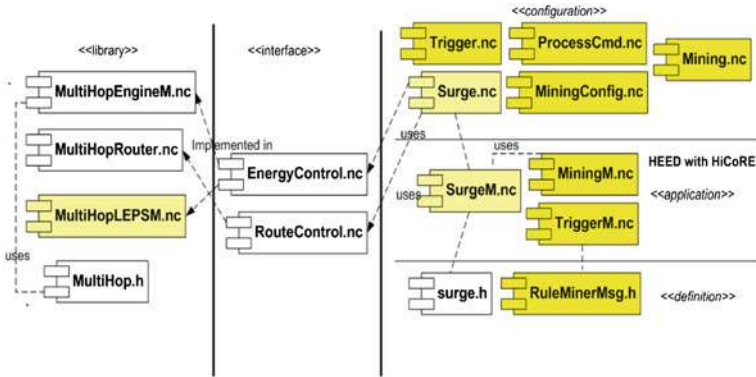 <<configuration>>
<<library>>
<<interface>>
Trigger.nc
ProcessCmd.nc
Mining.nc
MultiHopEngineM.nc
Surge.nc
MiningConfig.nc
uses
MultiHopRouter.nc
Implemented in
uses
HEED with HiCoRE
EnergyControl.nc
MiningM.nc
SurgeM.nc
uses
<<application>>
MultiHopLEPSM.nc
TriggerM.nc
RouteControl.nc
uses
MultiHop.h
surge.h
RuleMinerMsg.h
<<definition>>